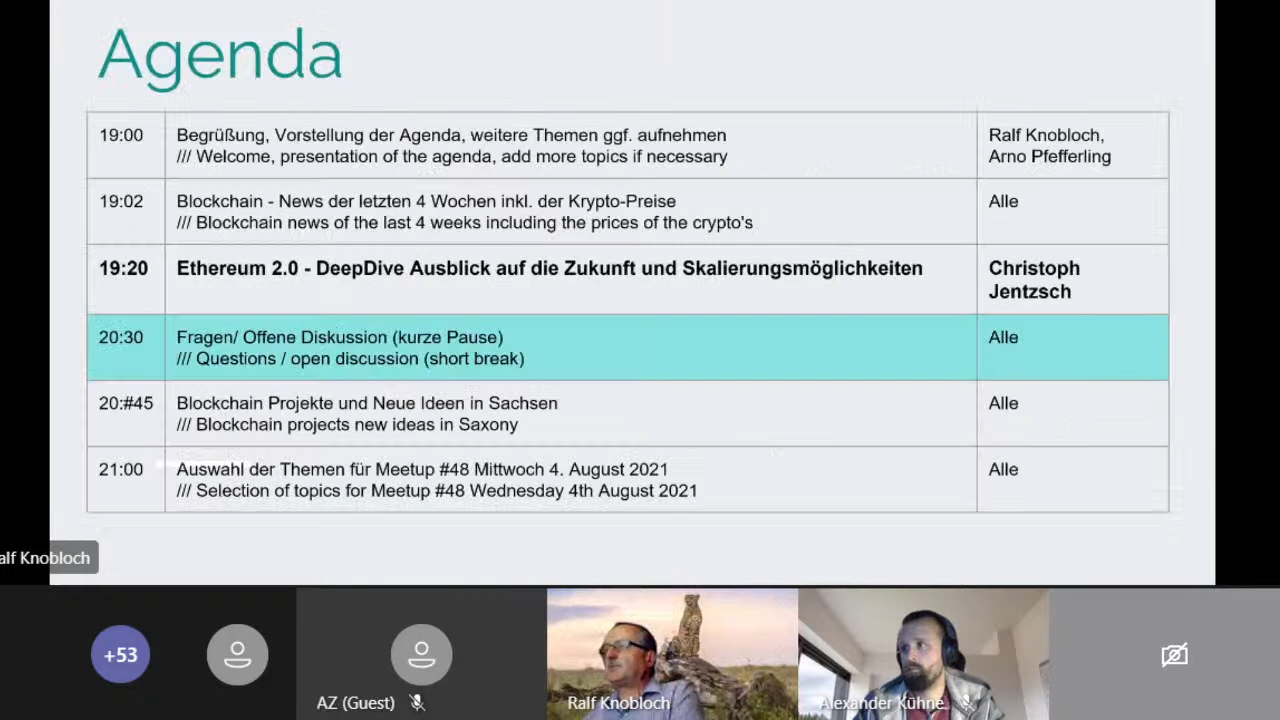 Agenda
19:00
Begrüßung, Vorstellung der Agenda, weitere Themen ggf. aufnehmen
/// Welcome, presentation of the agenda, add more topics if necessary
Ralf Knobloch,
Arno Pfefferling
19:02
Blockchain - News der letzten 4 Wochen inkl. der Krypto-Preise
/// Blockchain news of the last 4 weeks including the prices of the crypto's
Alle
19:20
Ethereum 2.0 - DeepDive Ausblick auf die Zukunft und Skalierungsmöglichkeiten
Christoph
Jentzsch
20:30
Fragen/ Offene Diskussion (kurze Pause)
/// Questions / open discussion (short break)
Alle
20:#45
Blockchain Projekte und Neue Ideen in Sachsen
/// Blockchain projects new ideas in Saxony
Alle
21:00
Auswahl der Themen für Meetup #48 Mittwoch 4. August 2021
/// Selection of topics for Meetup #48 Wednesday 4th August 2021
Alle
alf Knobloch
+53
AZ (Guest)
Ralf Knobloch
Alexander Kühne